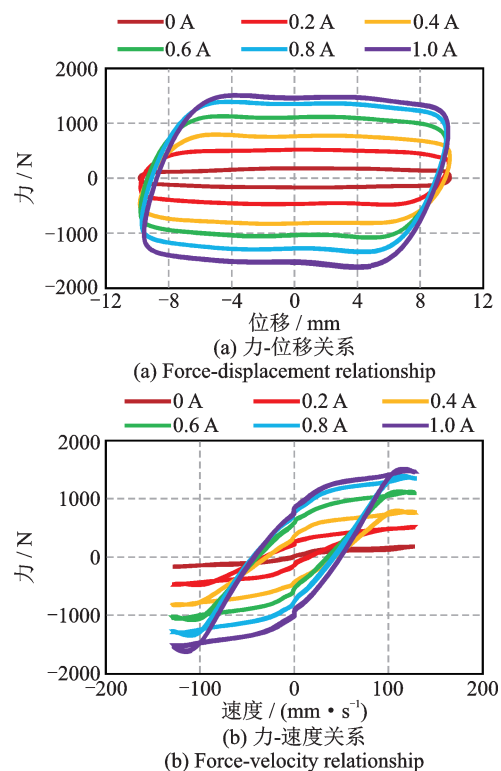 0 A 0.2 A 0.4 A
0.6 A 0.8 A 1.0 A
2000
1000
0
−1000
−2000
力 / N
−12 −8 −4 0 4 8 12
位移 / mm
(a) 力-位移关系
(a) Force-displacement relationship
0 A 0.2 A 0.4 A
0.6 A 0.8 A 1.0 A
2000
1000
0
−1000
−2000
力 / N
−200 −100 0 100 200
速度 / (mm·s⁻¹)
(b) 力-速度关系
(b) Force-velocity relationship